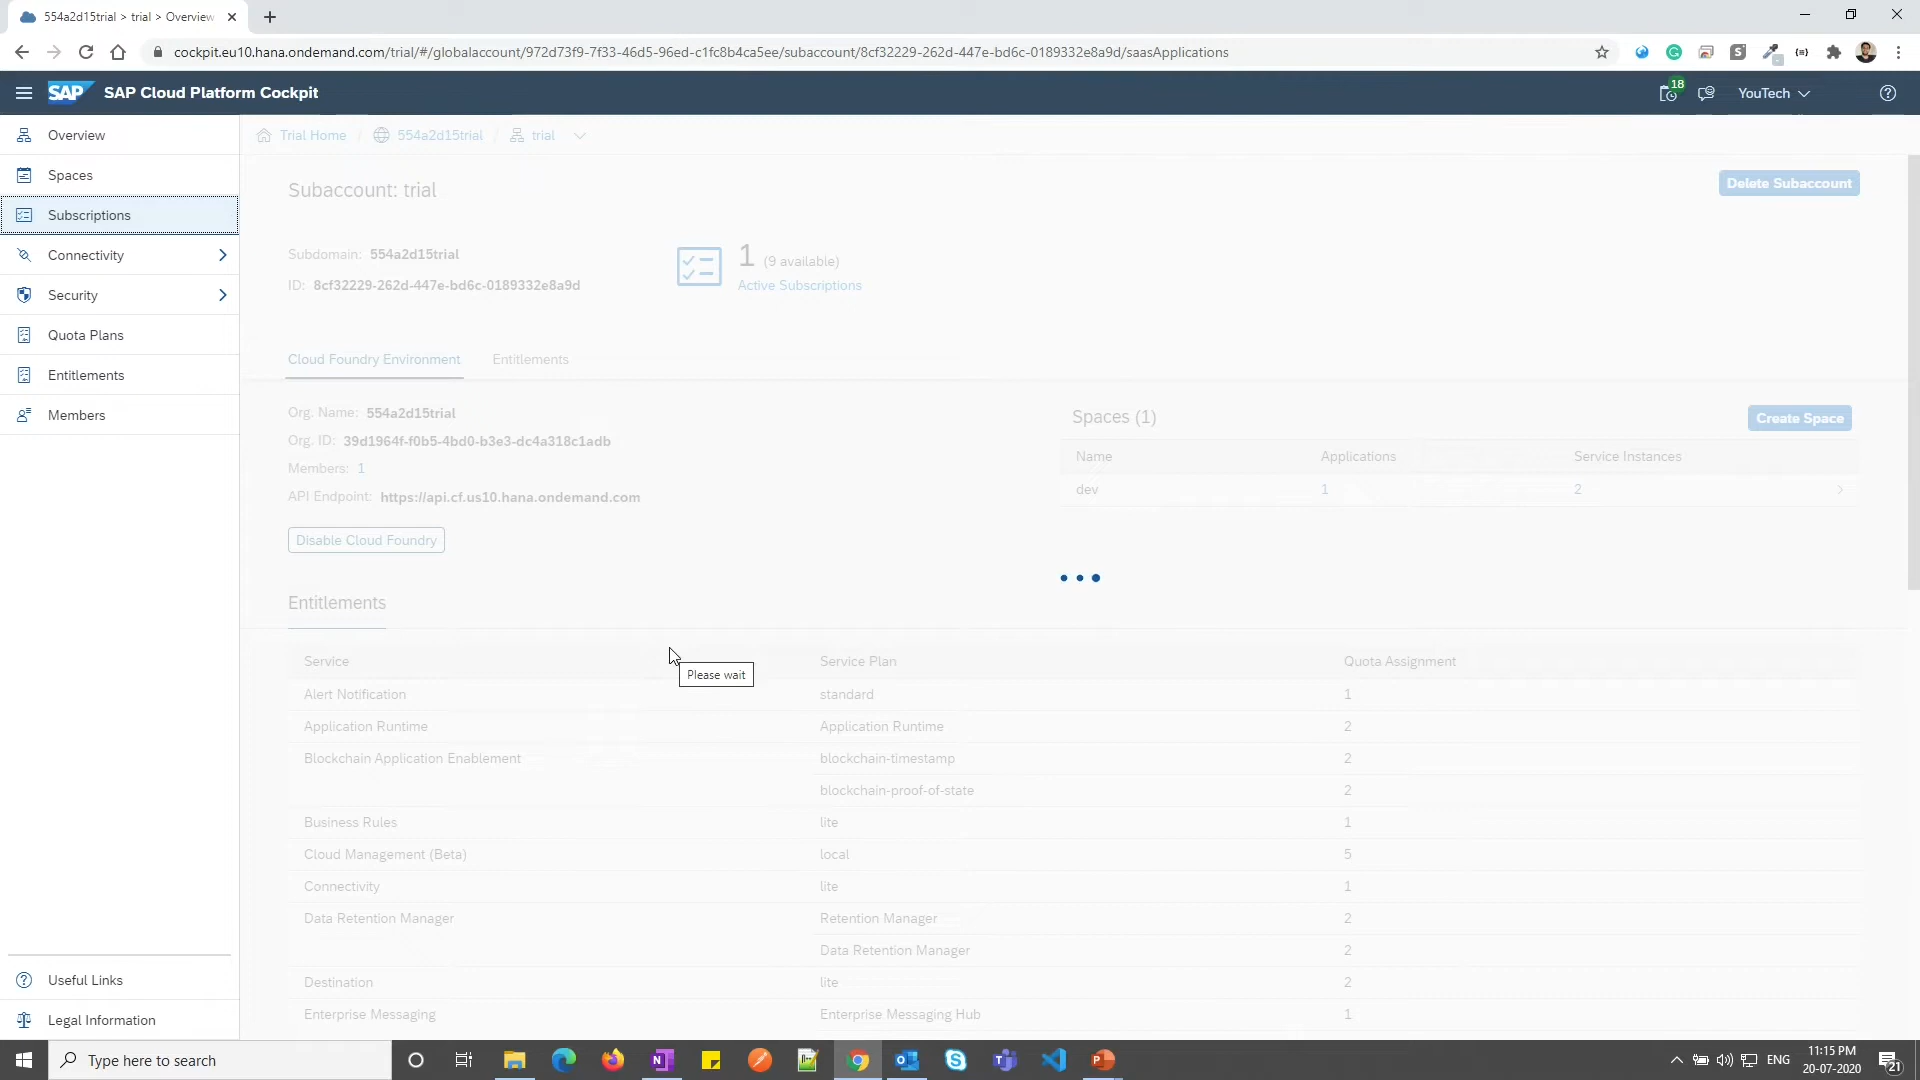 554a2d15trial > trial > Overview
cockpit.eu10.hana.ondemand.com/trial/#/globalaccount/972d73f9-7f33-46d5-96ed-c1fc8b4ca5ee/subaccount/8cf32229-262d-447e-bd6c-0189332e8a9d/saasApplications
SAP SAP Cloud Platform Cockpit
18
YouTech
Overview
Spaces
Subscriptions
Connectivity
Security
Quota Plans
Entitlements
Members
Useful Links
Legal Information
Trial Home / 554a2d15trial / trial
Subaccount: trial
Delete Subaccount
Subdomain: 554a2d15trial
ID: 8cf32229-262d-447e-bd6c-0189332e8a9d
1 (9 available)
Active Subscriptions
Cloud Foundry Environment Entitlements
Org. Name: 554a2d15trial
Org. ID: 39d1964f-f0b5-4bd0-b3e3-dc4a318c1adb
Members: 1
API Endpoint: https://api.cf.us10.hana.ondemand.com
Disable Cloud Foundry
Spaces (1)
Create Space
Name Applications Service Instances
dev 1 2
Entitlements
Please wait
Service Service Plan Quota Assignment
Alert Notification standard 1
Application Runtime Application Runtime 2
Blockchain Application Enablement blockchain-timestamp 2
blockchain-proof-of-state 2
Business Rules lite 1
Cloud Management (Beta) local 5
Connectivity lite 1
Data Retention Manager Retention Manager 2
Data Retention Manager 2
Destination lite 2
Enterprise Messaging Enterprise Messaging Hub 1
Type here to search
ENG
11:15 PM
20-07-2020
21